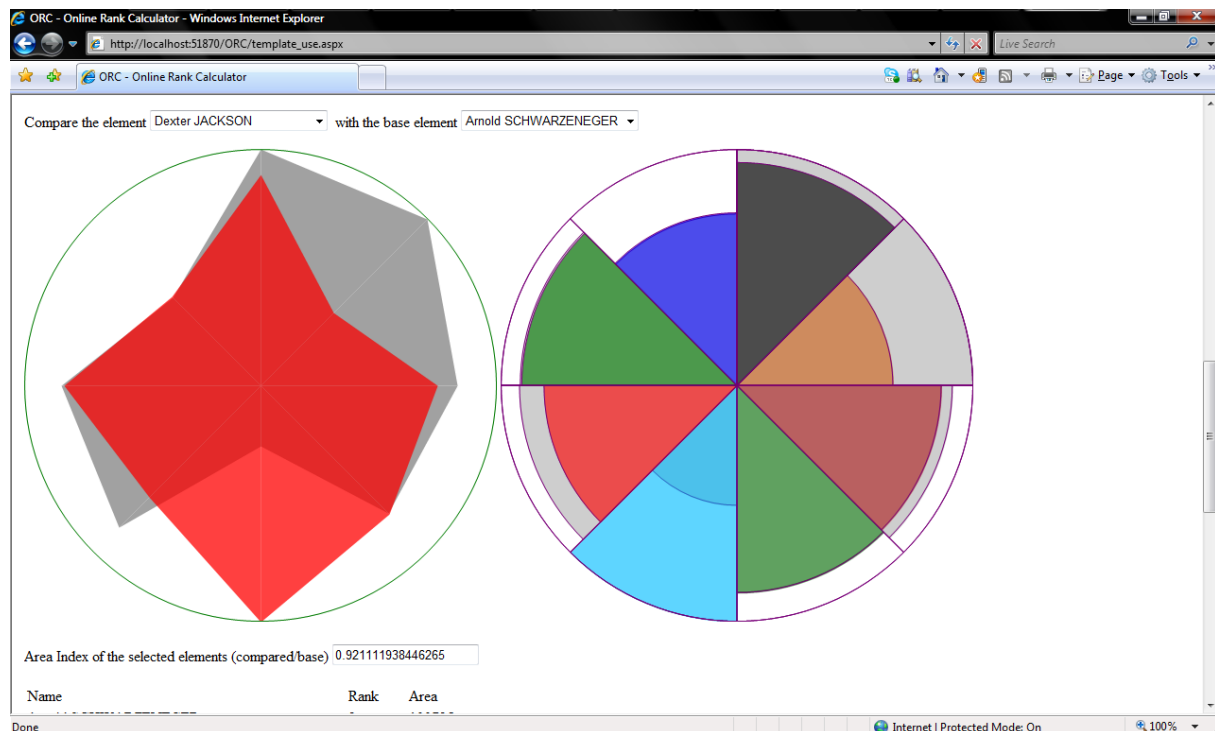 ORC - Online Rank Calculator - Windows Internet Explorer
http://localhost:51870/ORC/template_use.aspx
Live Search
ORC - Online Rank Calculator
Page
Tools
Compare the element Dexter JACKSON with the base element Arnold SCHWARZENEGER
Area Index of the selected elements (compared/base) 0.921111938446265
Name Rank Area
Done Internet | Protected Mode: On 100%